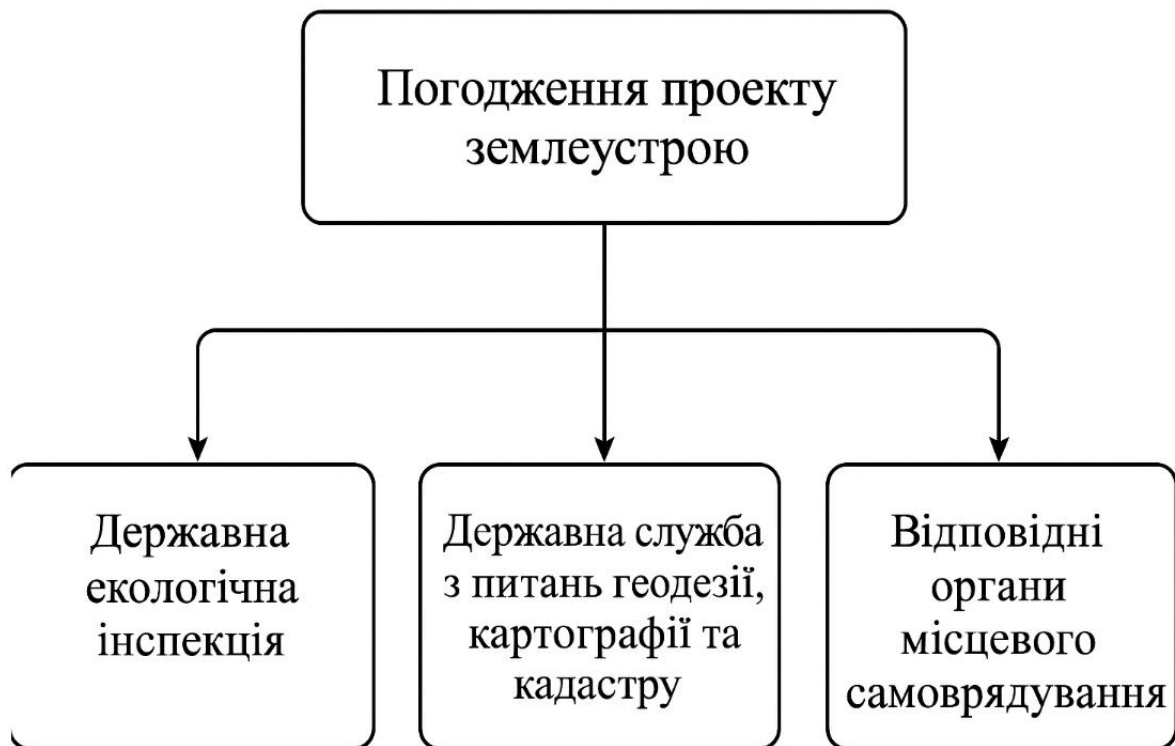 Погодження проекту
землеустрою
Державна
екологічна
інспекція
Державна служба
з питань геодезії,
картографії та
кадастру
Відповідні
органи
місцевого
самоврядування